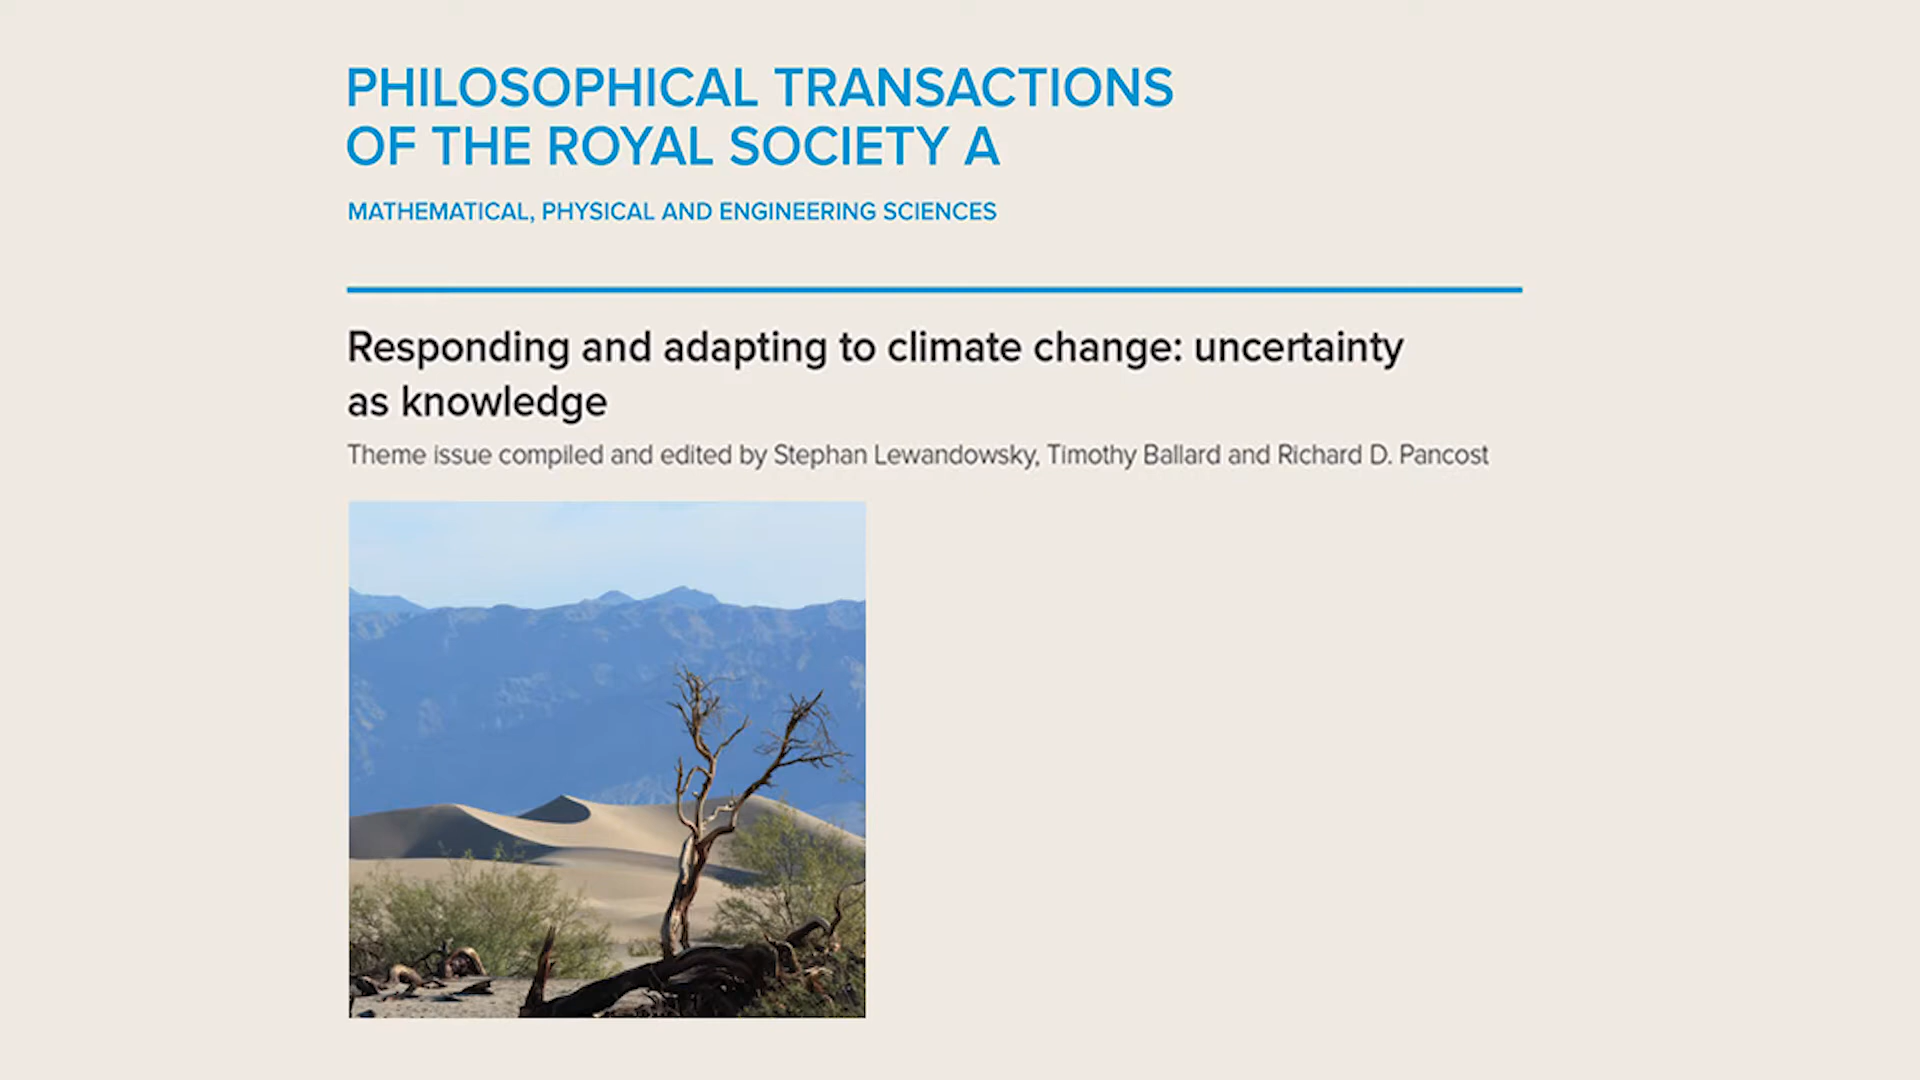 PHILOSOPHICAL TRANSACTIONS
OF THE ROYAL SOCIETY A
MATHEMATICAL, PHYSICAL AND ENGINEERING SCIENCES
Responding and adapting to climate change: uncertainty
as knowledge
Theme issue compiled and edited by Stephan Lewandowsky, Timothy Ballard and Richard D. Pancost